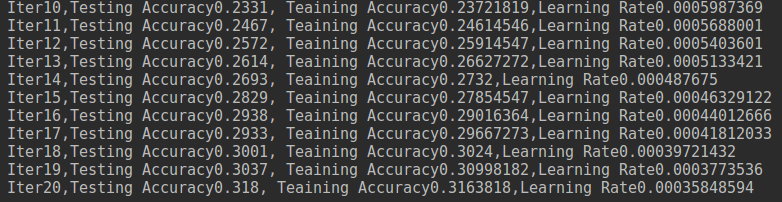 Iter10,Testing Accuracy0.2331, Teaining Accuracy0.23721819,Learning Rate0.0005987369
Iter11,Testing Accuracy0.2467, Teaining Accuracy0.24614546,Learning Rate0.0005688001
Iter12,Testing Accuracy0.2572, Teaining Accuracy0.25914547,Learning Rate0.0005403601
Iter13,Testing Accuracy0.2614, Teaining Accuracy0.26627272,Learning Rate0.0005133421
Iter14,Testing Accuracy0.2693, Teaining Accuracy0.2732,Learning Rate0.000487675
Iter15,Testing Accuracy0.2829, Teaining Accuracy0.27854547,Learning Rate0.00046329122
Iter16,Testing Accuracy0.2938, Teaining Accuracy0.29016364,Learning Rate0.00044012666
Iter17,Testing Accuracy0.2933, Teaining Accuracy0.29667273,Learning Rate0.00041812033
Iter18,Testing Accuracy0.3001, Teaining Accuracy0.3024,Learning Rate0.00039721432
Iter19,Testing Accuracy0.3037, Teaining Accuracy0.30998182,Learning Rate0.0003773536
Iter20,Testing Accuracy0.318, Teaining Accuracy0.3163818,Learning Rate0.00035848594